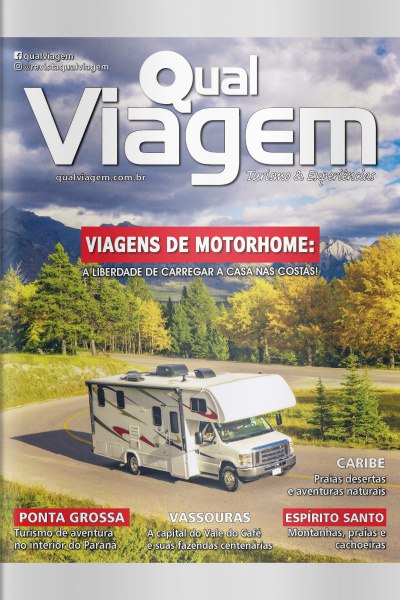 qualviagem
@revistaqualviagem
Qual
Viagem
qualviagem.com.br
Turismo & Experiências
VIAGENS DE MOTORHOME:
A LIBERDADE DE CARREGAR A CASA NAS COSTAS!
CARIBE
Praias desertas
e aventuras naturais
PONTA GROSSA
Turismo de aventura
no interior do Paraná
VASSOURAS
A capital do Vale do Café
e suas fazendas centenárias
ESPÍRITO SANTO
Montanhas, praias e
cachoeiras